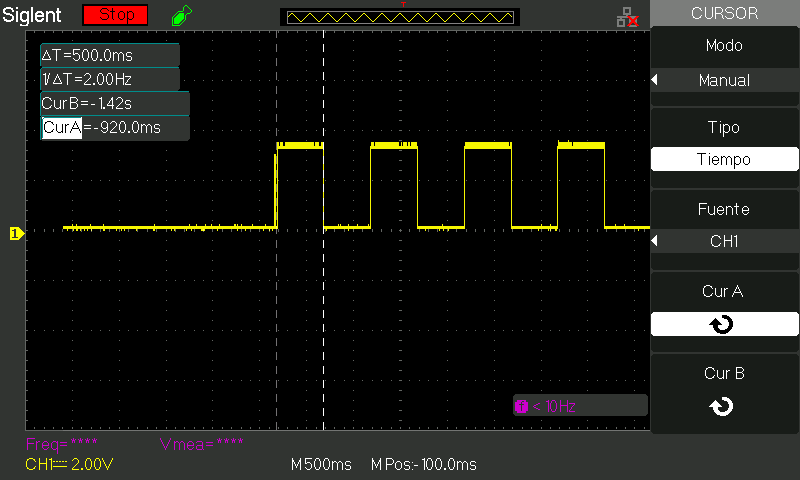 Siglent Stop CURSOR
ΔT=500.0ms
1/ΔT=2.00Hz
CurB=-1.42s
CurA=-920.0ms
Modo
Manual
Tipo
Tiempo
Fuente
CH1
Cur A
Cur B
1
T < 10Hz
Freq=**** Vmea=****
CH1 2.00V M500ms M Pos:-100.0ms